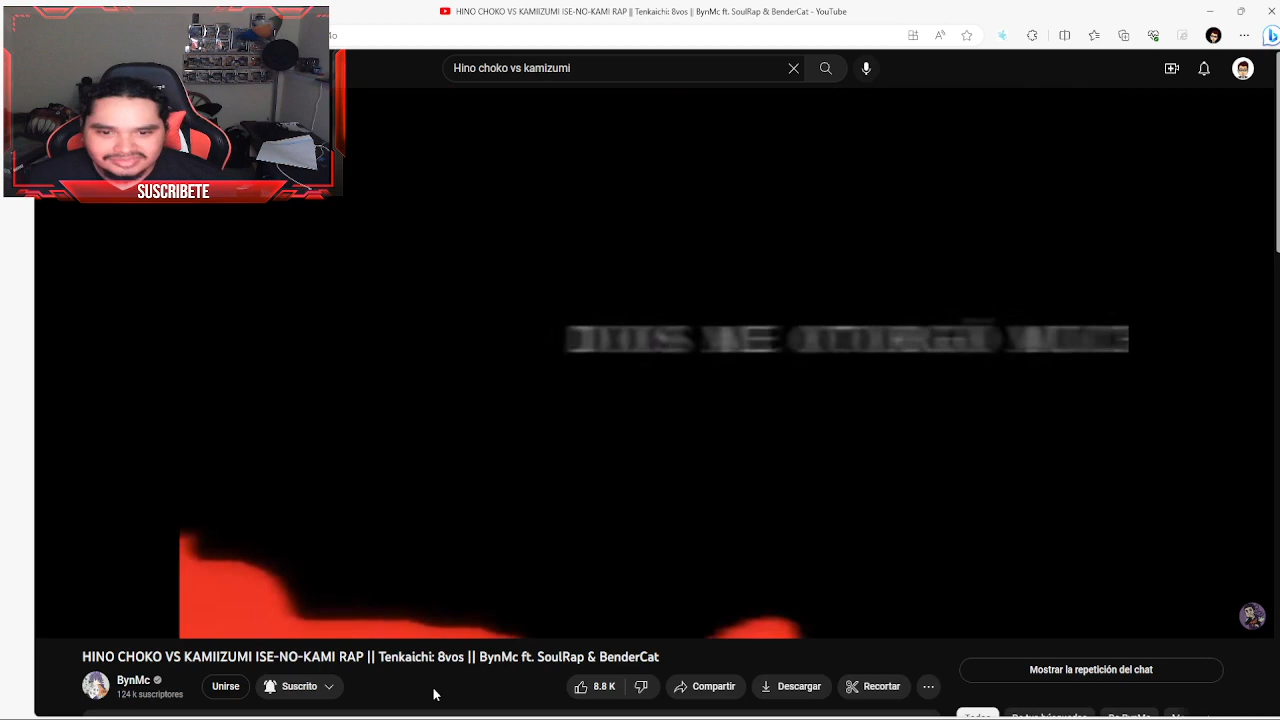 HINO CHOKO VS KAMIIZUMI ISE-NO-KAMI RAP || Tenkaichi: 8vos || BynMc ft. SoulRap & BenderCat - YouTube
Hino choko vs kamizumi
SUSCRIBETE
HINO CHOKO VS KAMIIZUMI ISE-NO-KAMI RAP || Tenkaichi: 8vos || BynMc ft. SoulRap & BenderCat
Mostrar la repetición del chat
BynMc
124 k suscriptores
Unirse
Suscrito
8.8 K
Compartir
Descargar
Recortar